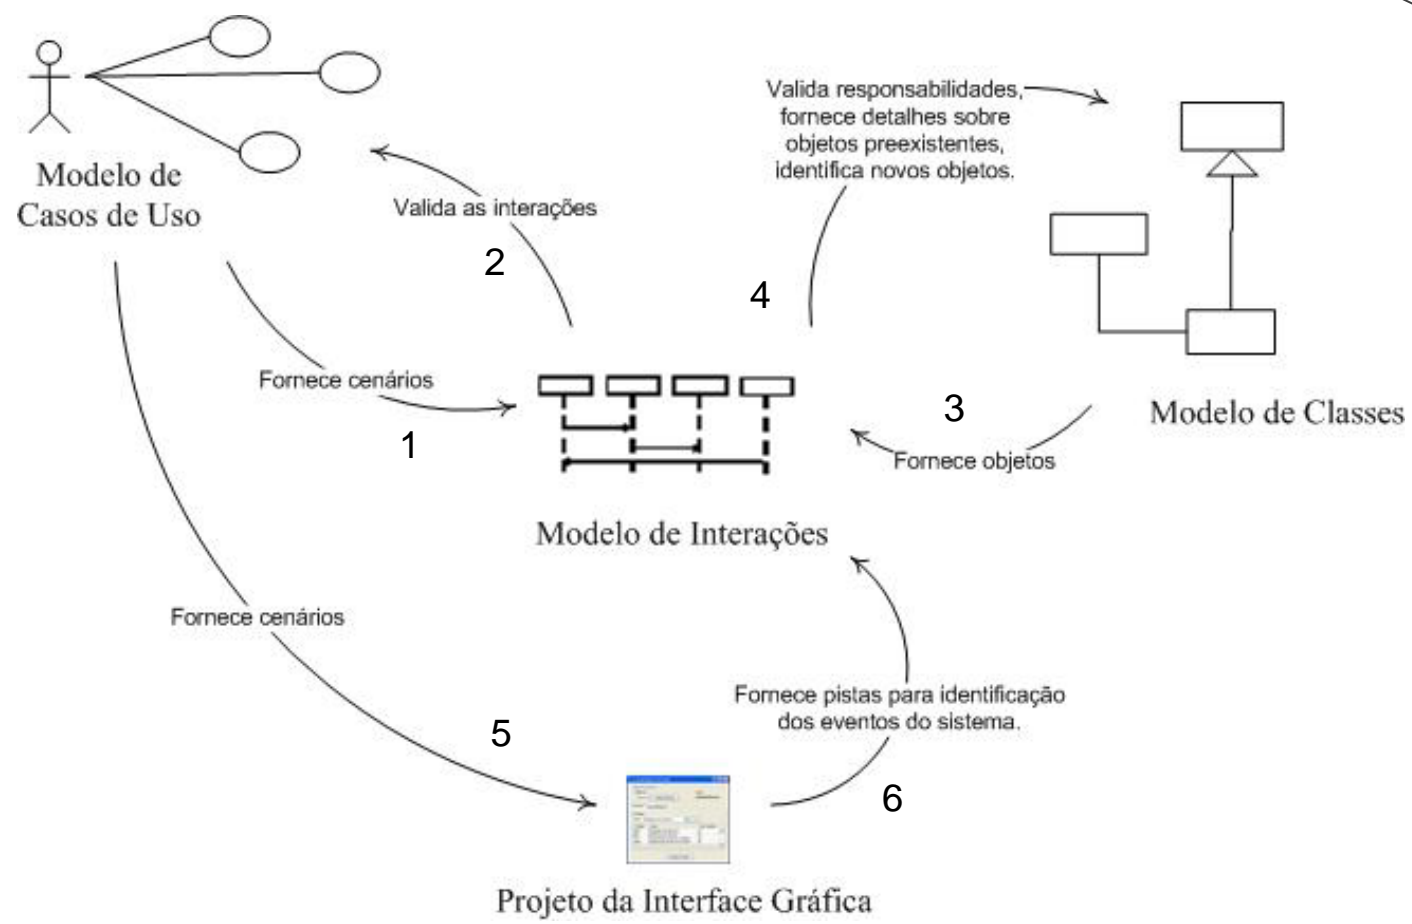 Modelo de
Casos de Uso
Valida as interações
2
Valida responsabilidades,
fornece detalhes sobre
objetos preexistentes,
identifica novos objetos.
4
Fornece cenários
1
3
Fornece objetos
Modelo de Classes
Modelo de Interações
Fornece cenários
5
Fornece pistas para identificação
dos eventos do sistema.
6
Projeto da Interface Gráfica